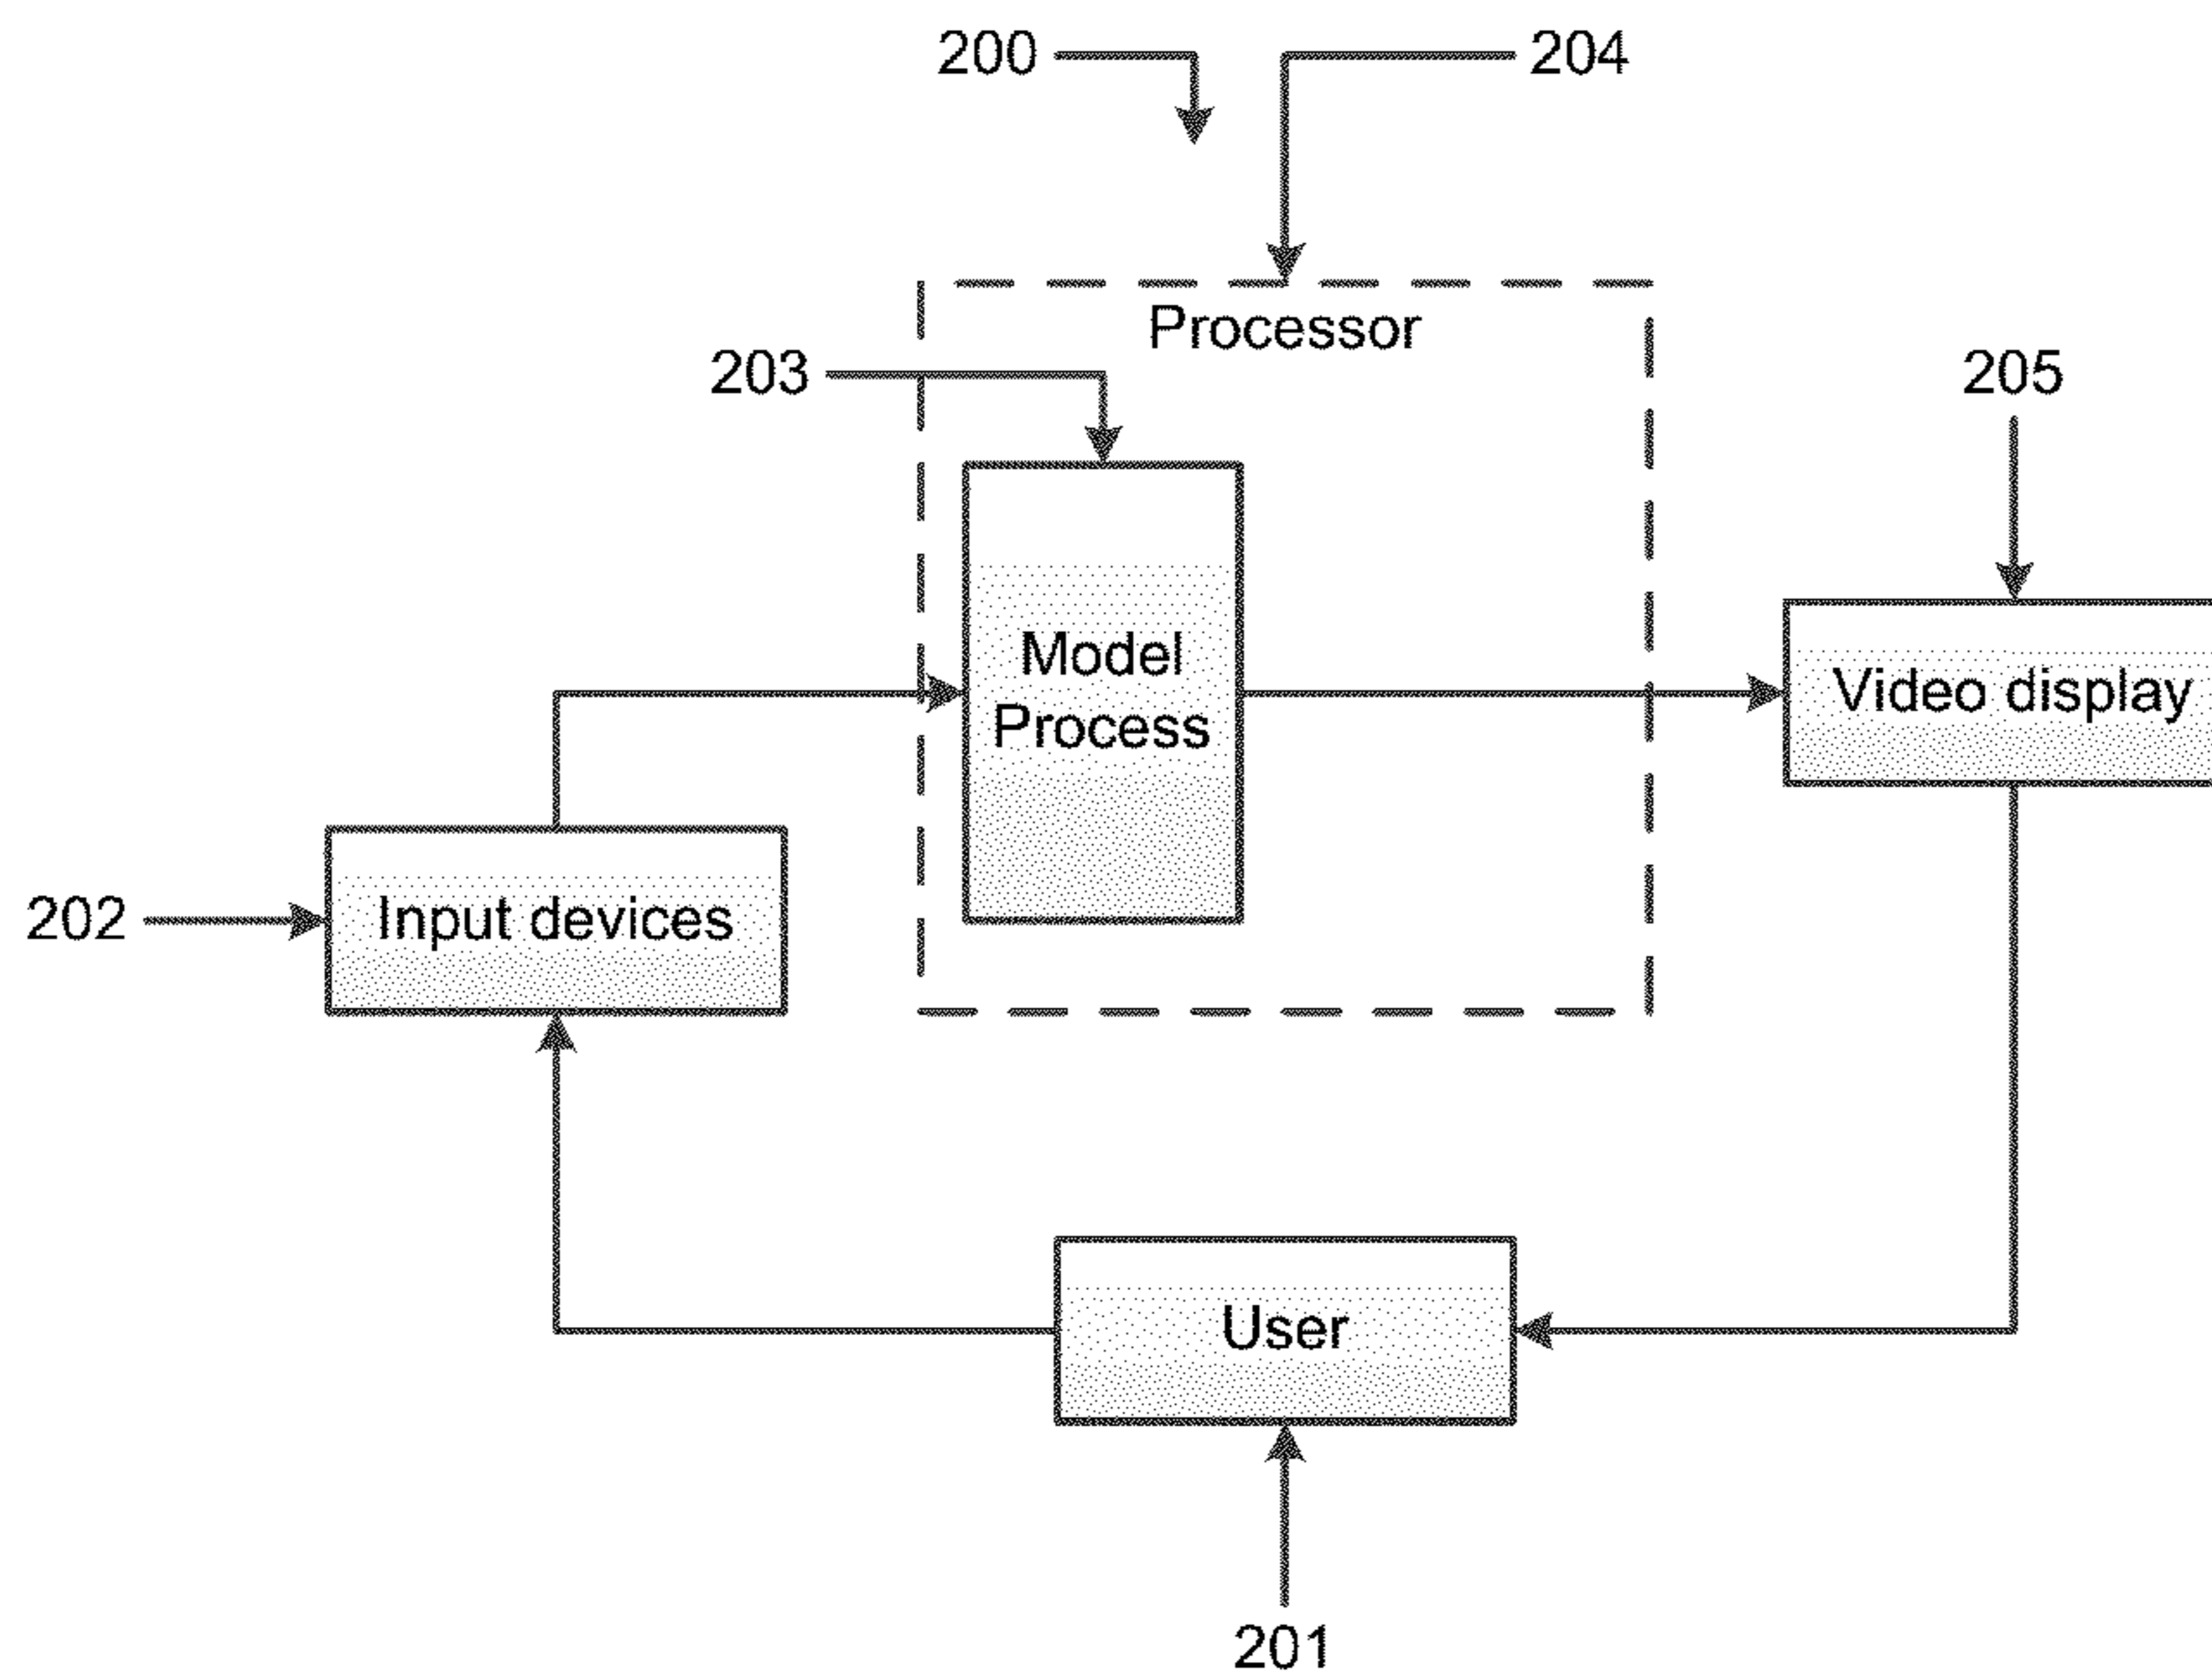 200
204
Processor
203
205
Model
Process
Video display
202
Input devices
User
201